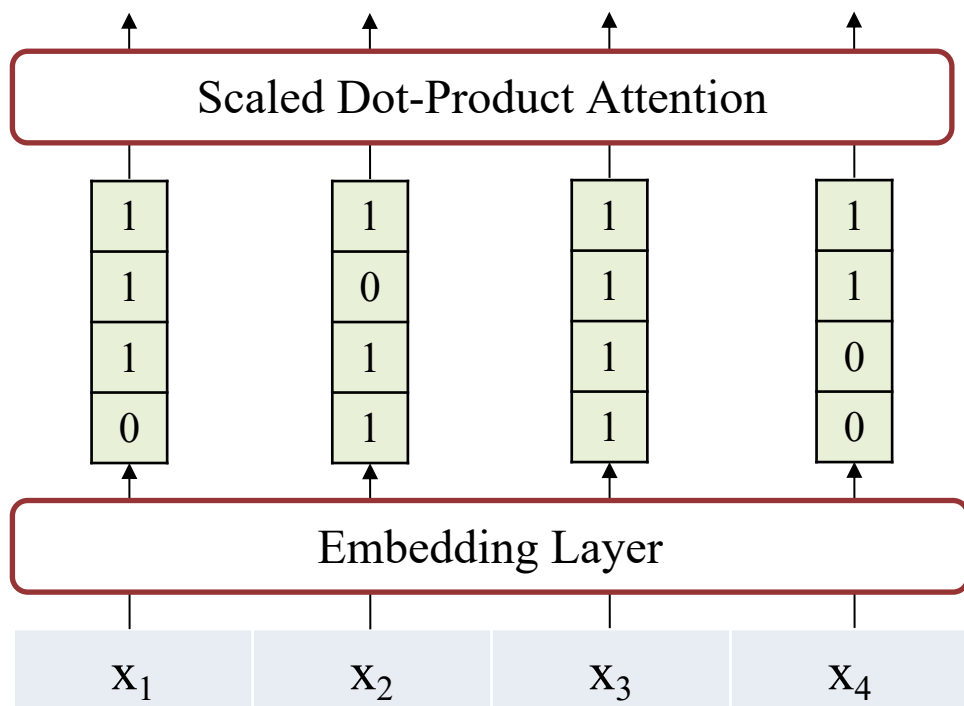 Scaled Dot-Product Attention
1 1 1 1
1 0 1 1
1 1 1 0
0 1 1 0
Embedding Layer
x₁ x₂ x₃ x₄